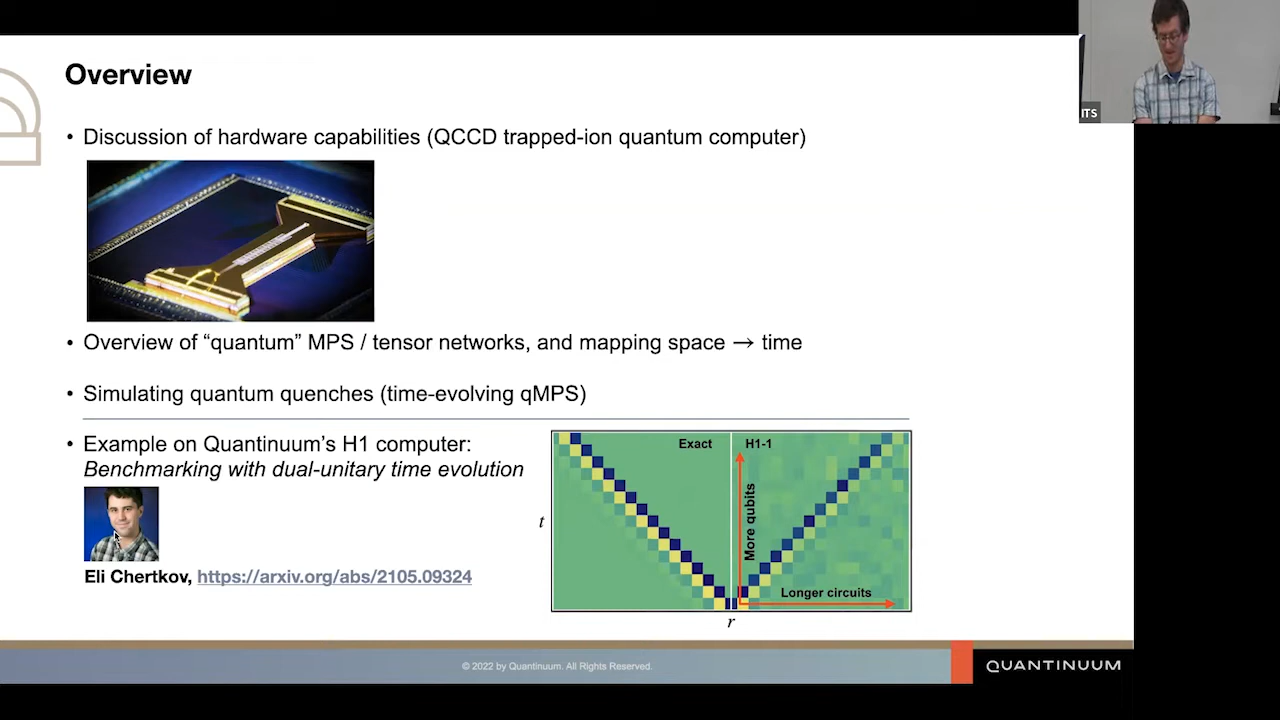 Overview
• Discussion of hardware capabilities (QCCD trapped-ion quantum computer)
• Overview of “quantum” MPS / tensor networks, and mapping space → time
• Simulating quantum quenches (time-evolving qMPS)
• Example on Quantinuum’s H1 computer:
Benchmarking with dual-unitary time evolution
Eli Chertkov, https://arxiv.org/abs/2105.09324
Exact
H1-1
More qubits
Longer circuits
t
r
© 2022 by Quantinuum. All Rights Reserved.
QUANTINUUM
ITS